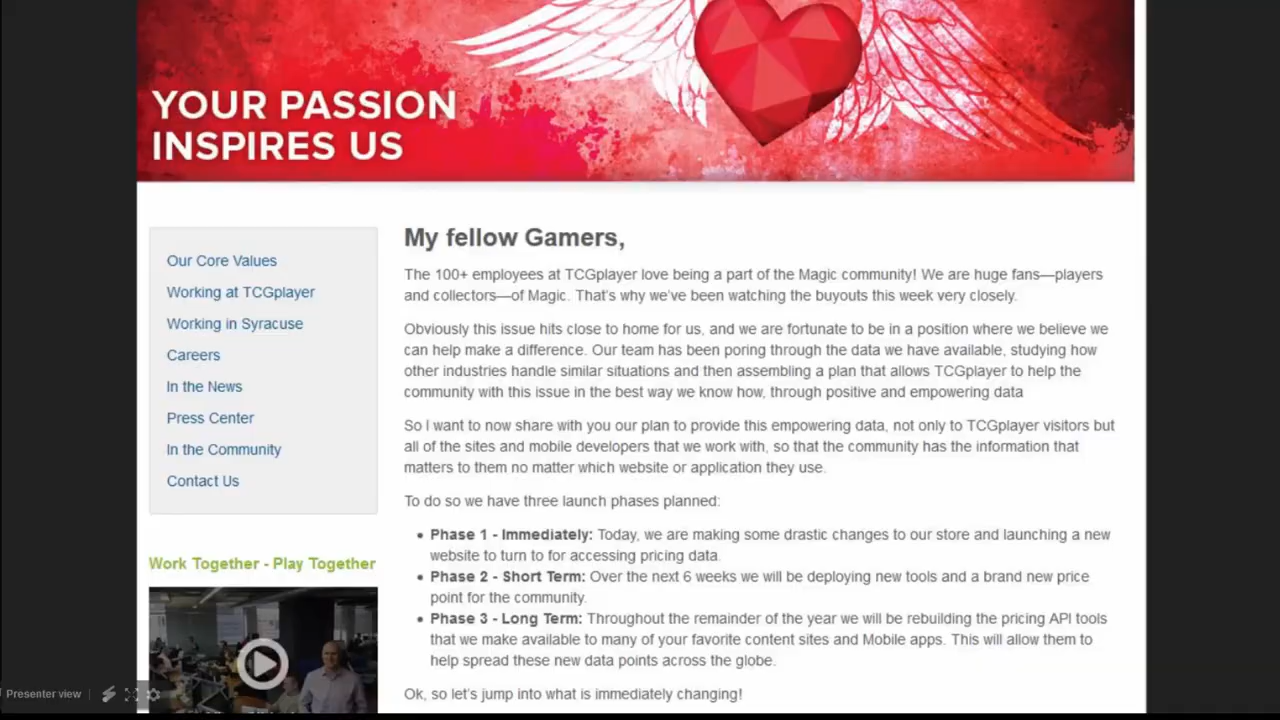 YOUR PASSION
INSPIRES US
Our Core Values
Working at TCGplayer
Working in Syracuse
Careers
In the News
Press Center
In the Community
Contact Us
Work Together - Play Together
My fellow Gamers,
The 100+ employees at TCGplayer love being a part of the Magic community! We are huge fans—players
and collectors—of Magic. That's why we've been watching the buyouts this week very closely.
Obviously this issue hits close to home for us, and we are fortunate to be in a position where we believe we
can help make a difference. Our team has been poring through the data we have available, studying how
other industries handle similar situations and then assembling a plan that allows TCGplayer to help the
community with this issue in the best way we know how, through positive and empowering data
So I want to now share with you our plan to provide this empowering data, not only to TCGplayer visitors but
all of the sites and mobile developers that we work with, so that the community has the information that
matters to them no matter which website or application they use.
To do so we have three launch phases planned:
• Phase 1 - Immediately: Today, we are making some drastic changes to our store and launching a new
website to turn to for accessing pricing data.
• Phase 2 - Short Term: Over the next 6 weeks we will be deploying new tools and a brand new price
point for the community.
• Phase 3 - Long Term: Throughout the remainder of the year we will be rebuilding the pricing API tools
that we make available to many of your favorite content sites and Mobile apps. This will allow them to
help spread these new data points across the globe.
Ok, so let's jump into what is immediately changing!
Presenter view